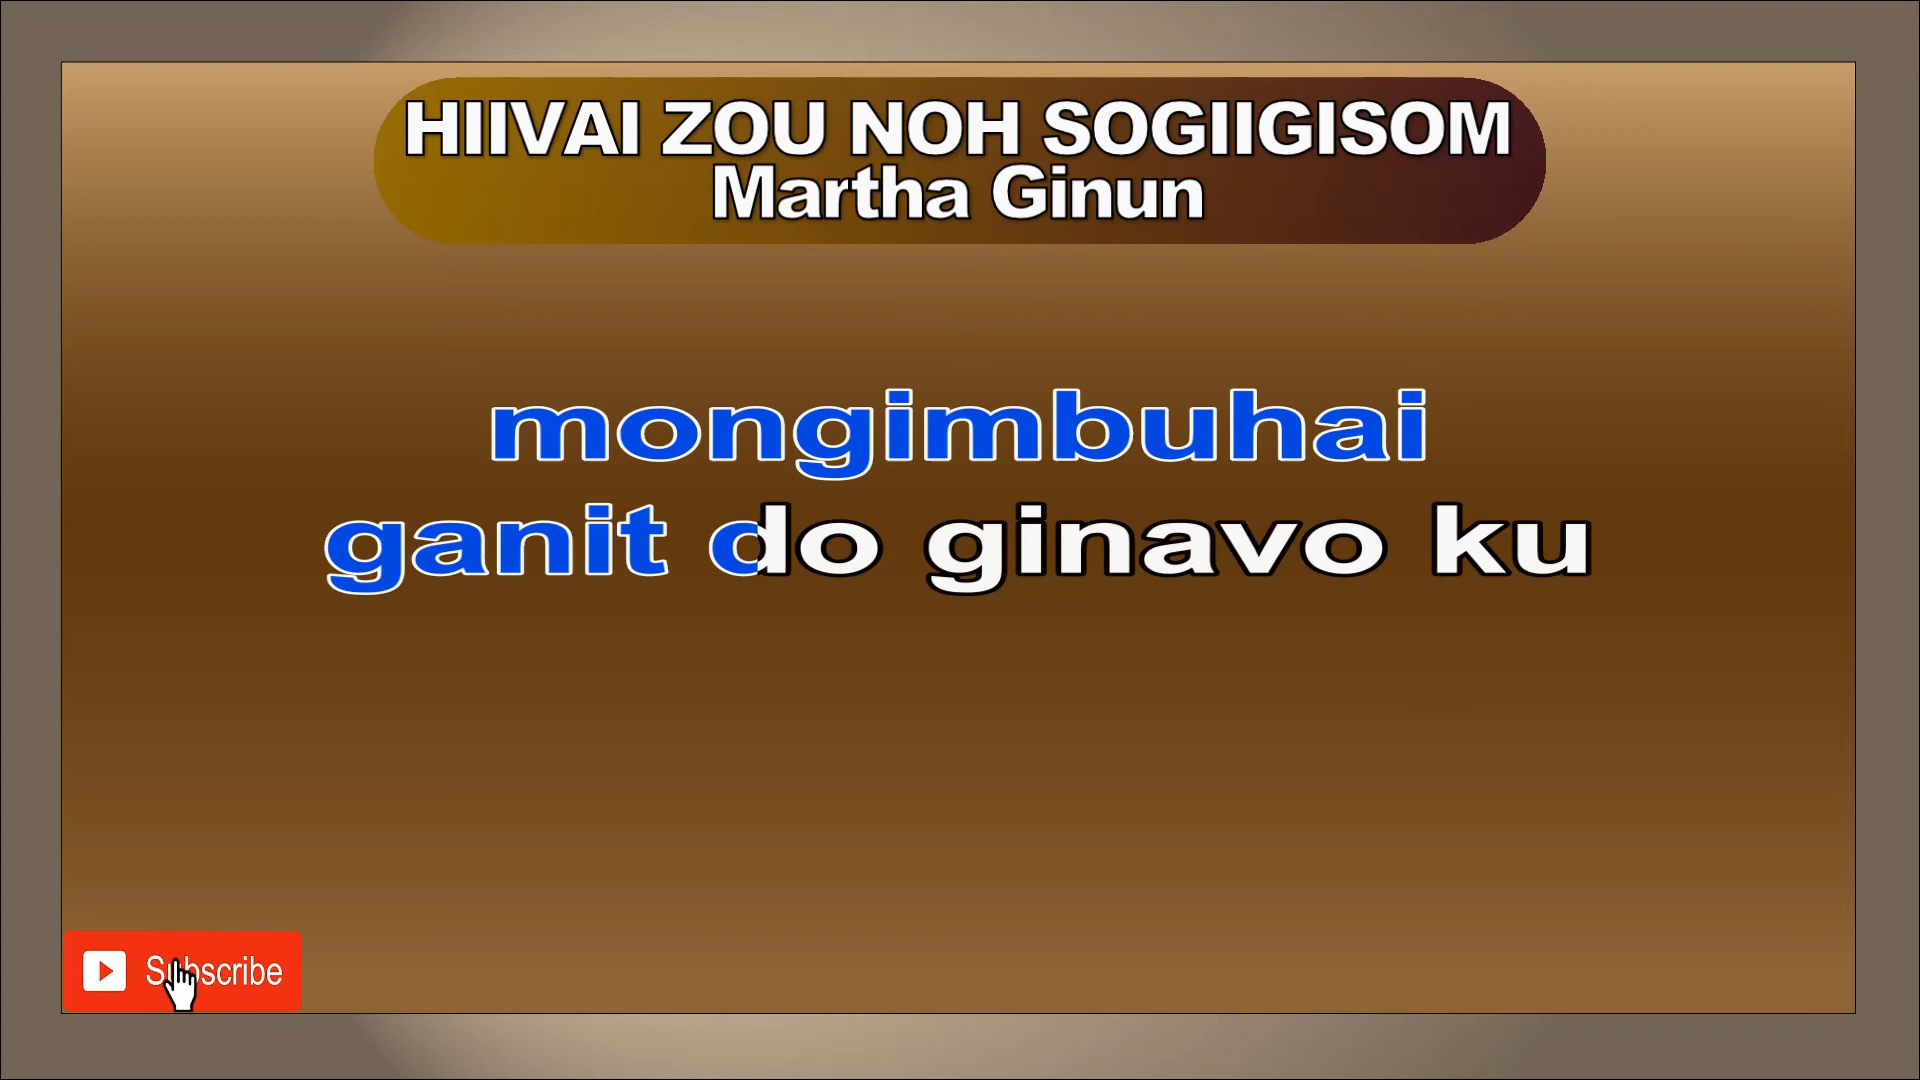 HIIVAI ZOU NOH SOGIIGISOM
Martha Ginun
mongimbuhai
ganit do ginavo ku
Subscribe